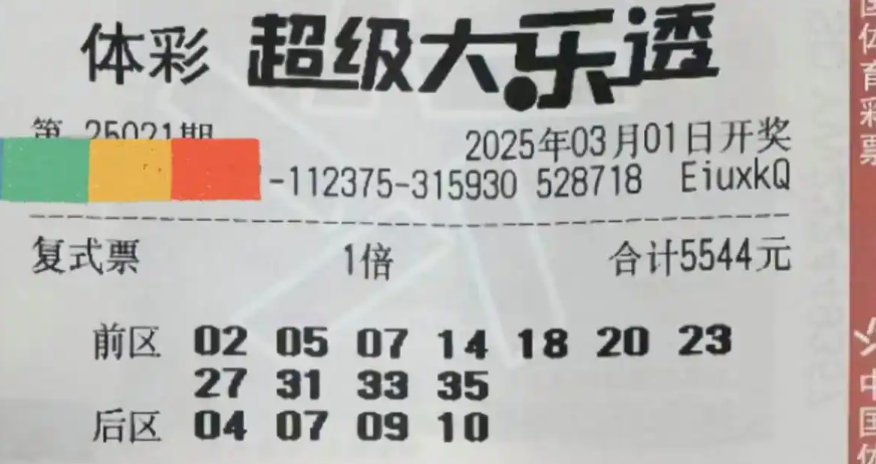 体彩 超级大乐透
第 25021期
2025年03月01日开奖
-112375-315930 528718 EiuxkQ
复式票 1倍 合计5544元
前区 02 05 07 14 18 20 23
27 31 33 35
后区 04 07 09 10
国体育彩票
中国体